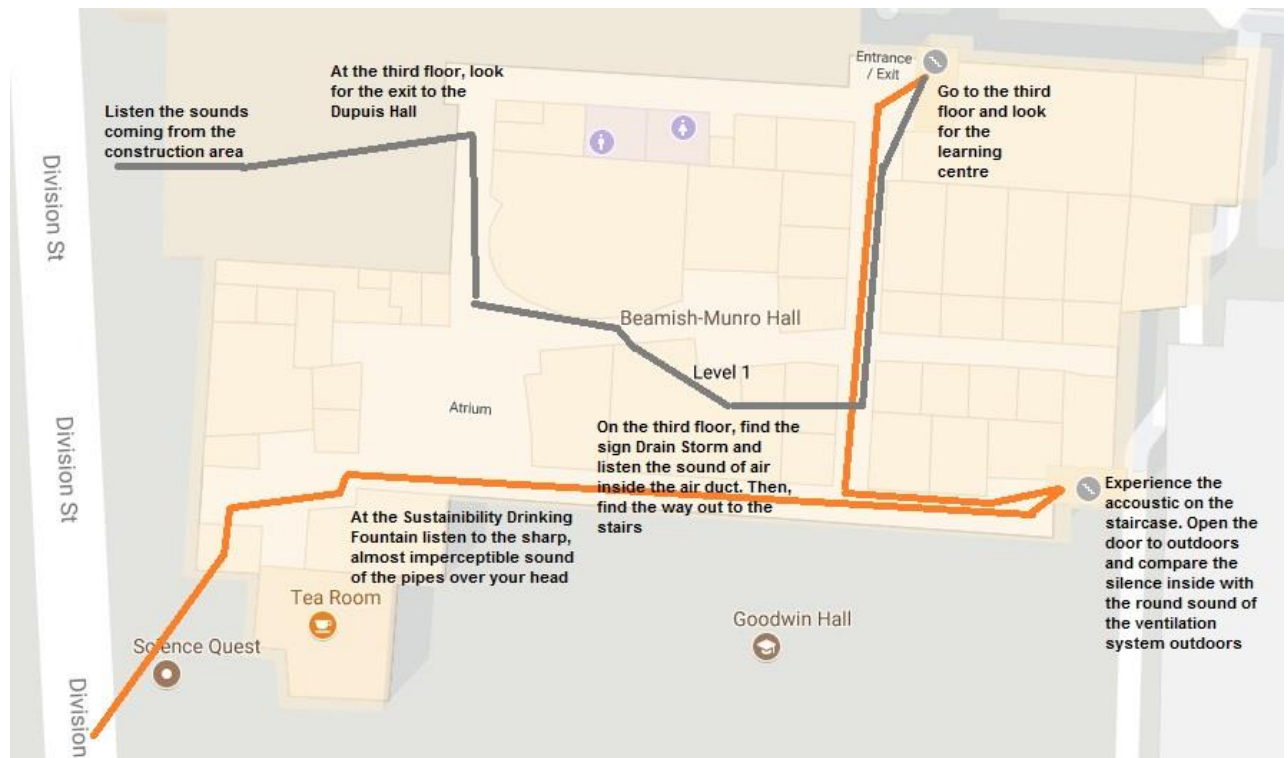 Entrance
/ Exit
At the third floor, look
for the exit to the
Dupuis Hall
Go to the third
floor and look
for the
learning
centre
Listen the sounds
coming from the
construction area
Division St
Beamish-Munro Hall
Level 1
Atrium
On the third floor, find the
sign Drain Storm and
listen the sound of air
inside the air duct. Then,
find the way out to the
stairs
Division St
Experience the
accoustic on the
staircase. Open the
door to outdoors
and compare the
silence inside with
the round sound of
the ventilation
system outdoors
At the Sustainibility Drinking
Fountain listen to the sharp,
almost imperceptible sound
of the pipes over your head
Tea Room
Goodwin Hall
Science Quest
Division